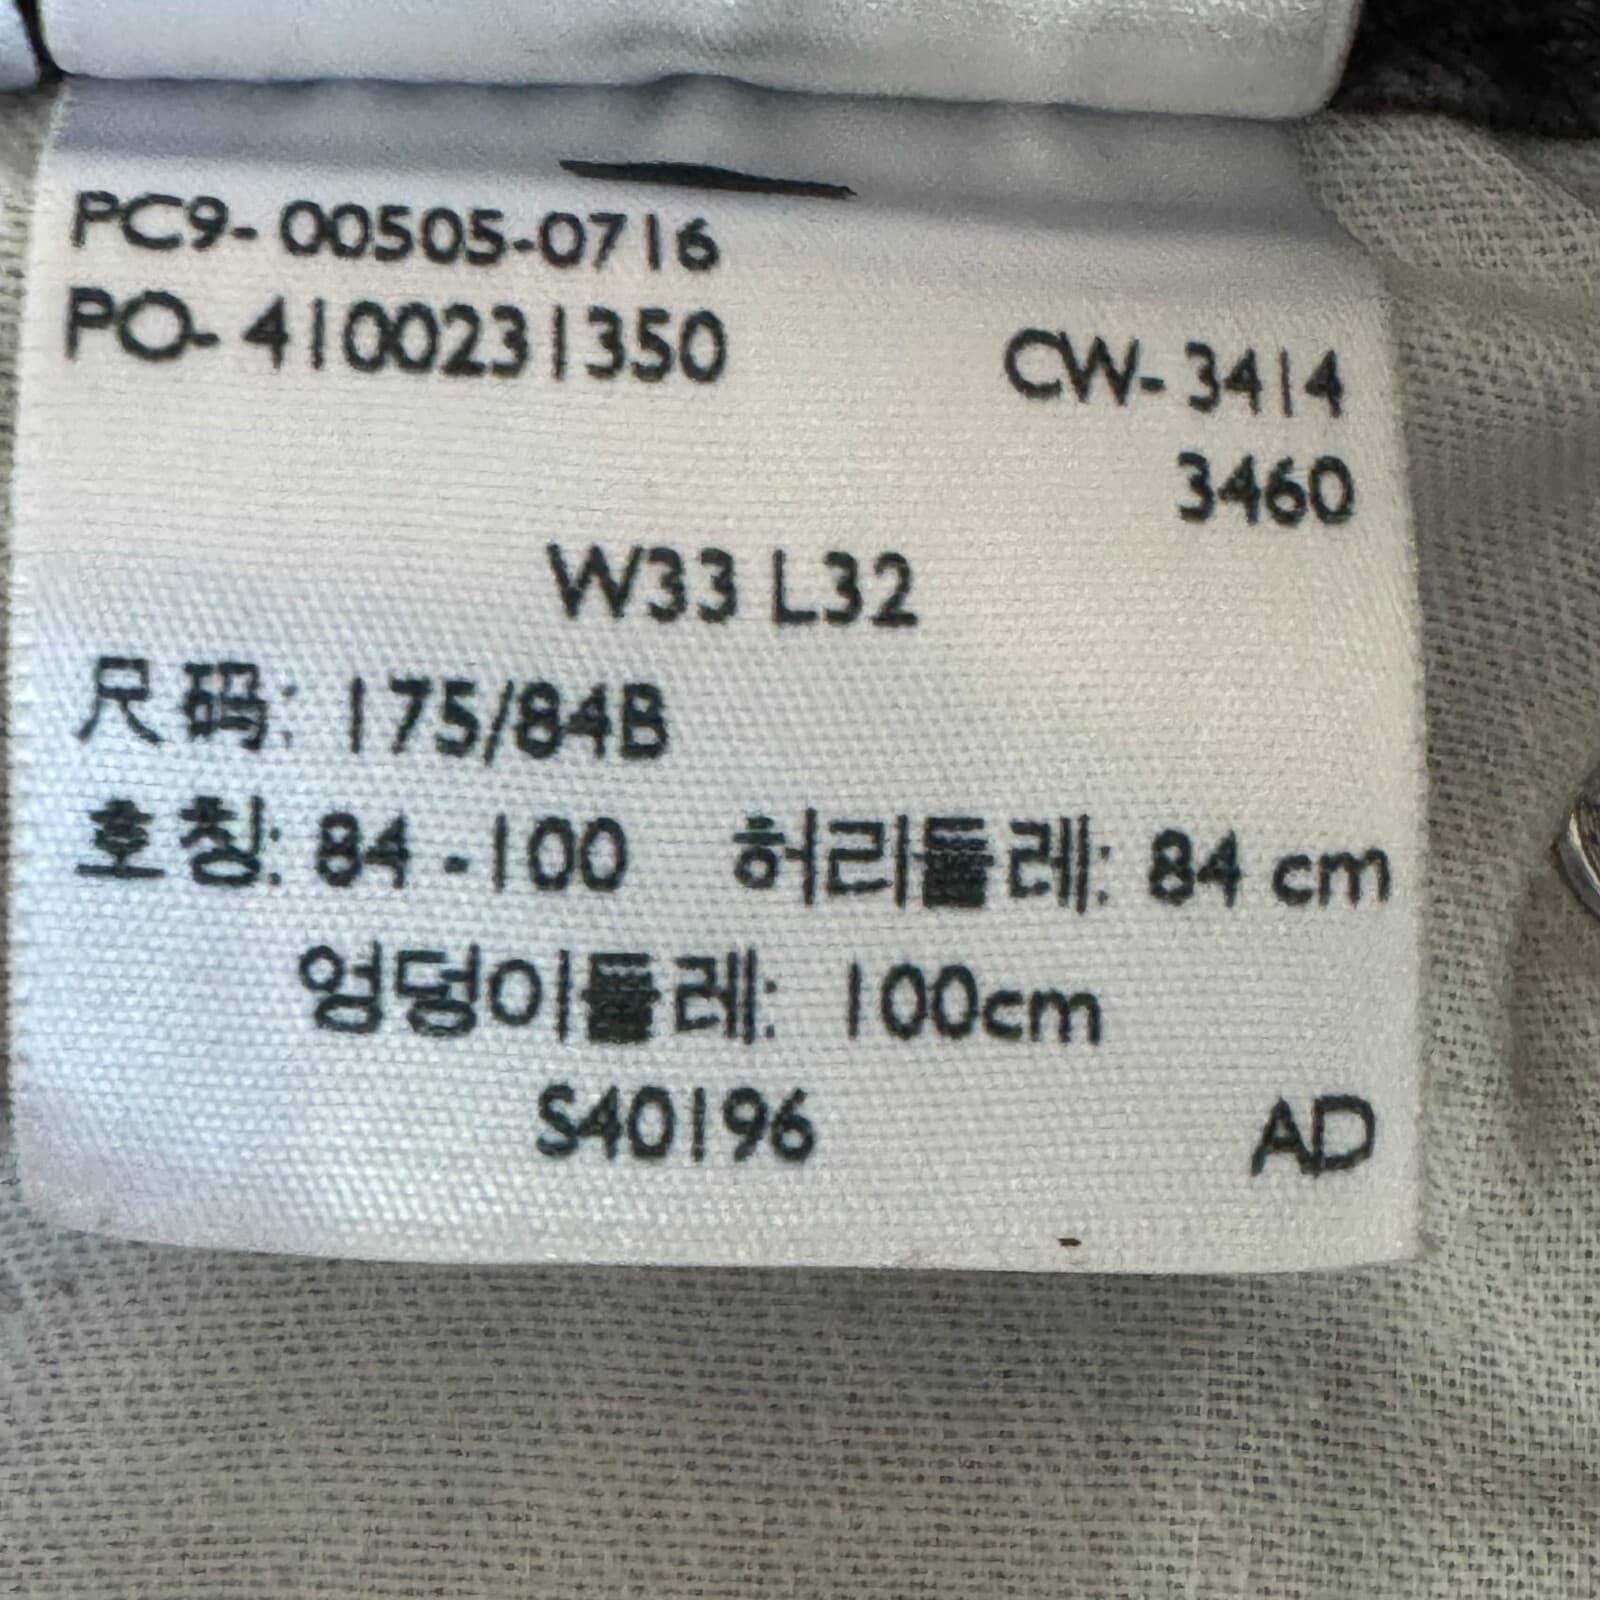 PC9- 00505-0716
PO- 4100231350 CW- 3414
3460
W33 L32
尺码: 175/84B
호칭: 84 -100 허리둘레: 84 cm
엉덩이둘레: 100cm
S40196 AD